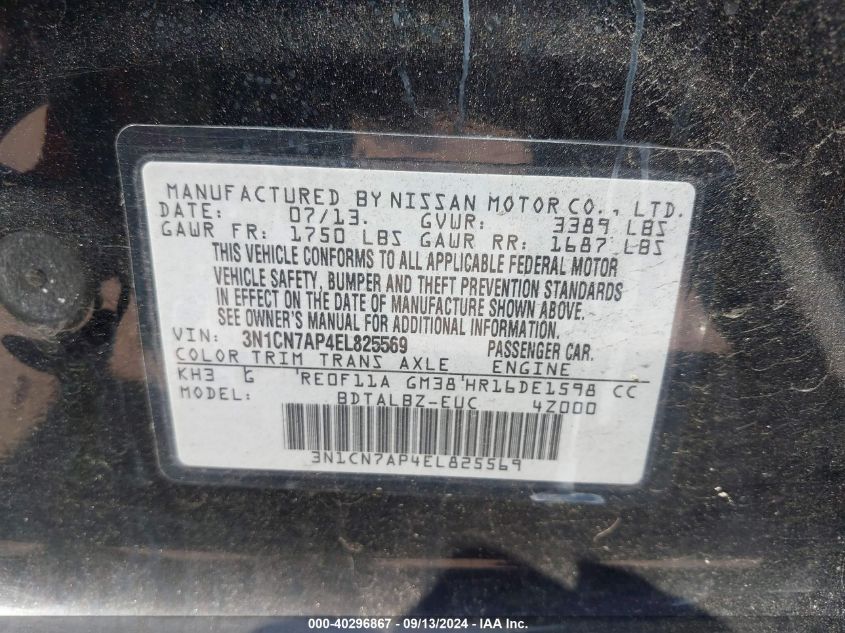 MANUFACTURED BY NISSAN MOTOR CO., LTD.
DATE: 07/13. GVWR: 3389 LBS
GAWR FR: 1750 LBS GAWR RR: 1687 LBS
THIS VEHICLE CONFORMS TO ALL APPLICABLE FEDERAL MOTOR
VEHICLE SAFETY, BUMPER AND THEFT PREVENTION STANDARDS
IN EFFECT ON THE DATE OF MANUFACTURE SHOWN ABOVE.
SEE OWNER'S MANUAL FOR ADDITIONAL INFORMATION.
VIN: 3N1CN7AP4EL825569 PASSENGER CAR.
COLOR TRIM TRANS AXLE ENGINE
KH3 G 'RE0F11A GM38'HR16DE1598 CC
MODEL: BDTALBZ-EUC 4Z000
3N1CN7AP4EL825569
000-40296867 - 09/13/2024 - IAA Inc.